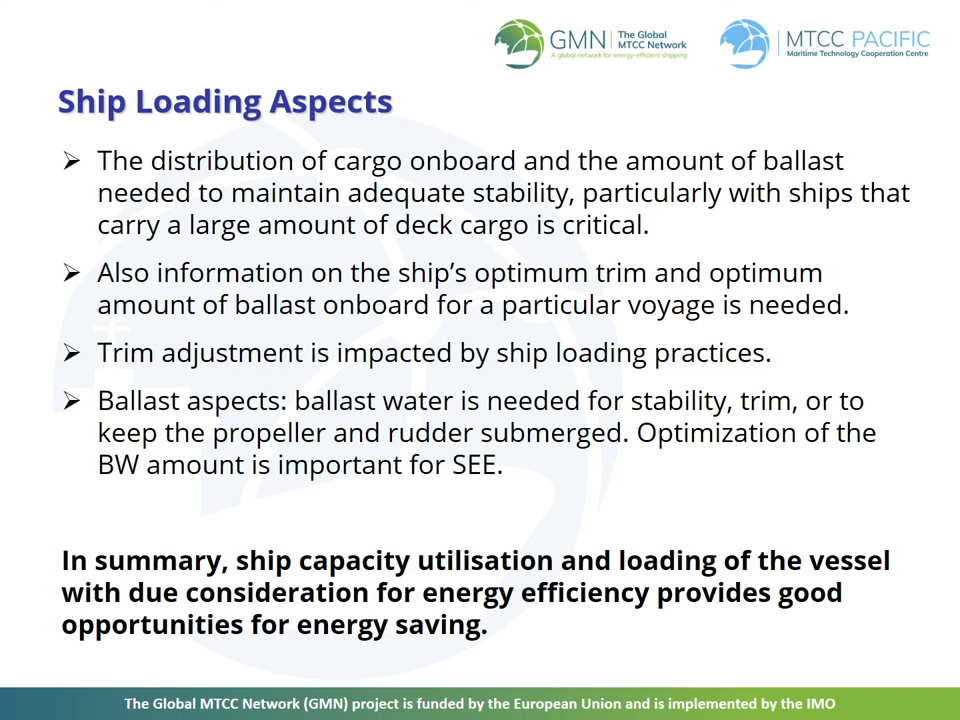 GMN | The Global
MTCC Network
A global network for energy-efficient shipping
MTCC PACIFIC
Maritime Technology Cooperation Centre
Ship Loading Aspects
➢ The distribution of cargo onboard and the amount of ballast
needed to maintain adequate stability, particularly with ships that
carry a large amount of deck cargo is critical.
➢ Also information on the ship’s optimum trim and optimum
amount of ballast onboard for a particular voyage is needed.
➢ Trim adjustment is impacted by ship loading practices.
➢ Ballast aspects: ballast water is needed for stability, trim, or to
keep the propeller and rudder submerged. Optimization of the
BW amount is important for SEE.
In summary, ship capacity utilisation and loading of the vessel
with due consideration for energy efficiency provides good
opportunities for energy saving.
The Global MTCC Network (GMN) project is funded by the European Union and is implemented by the IMO